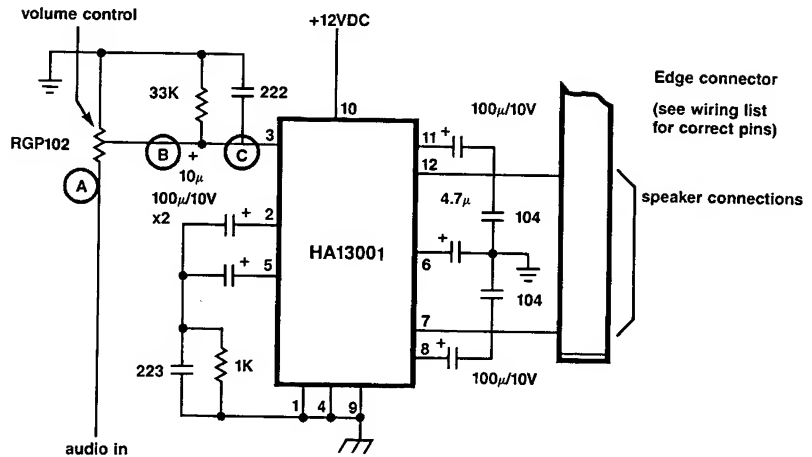 volume control
+12VDC
33K
222
RGP102
A
B
C
+
10µ
3
10
100µ/10V
x2
+
2
+
5
HA13001
11
+
100µ/10V
12
4.7µ
104
+
6
104
7
8
+
100µ/10V
223
1K
1
4
9
audio in
Edge connector
(see wiring list
for correct pins)
speaker connections